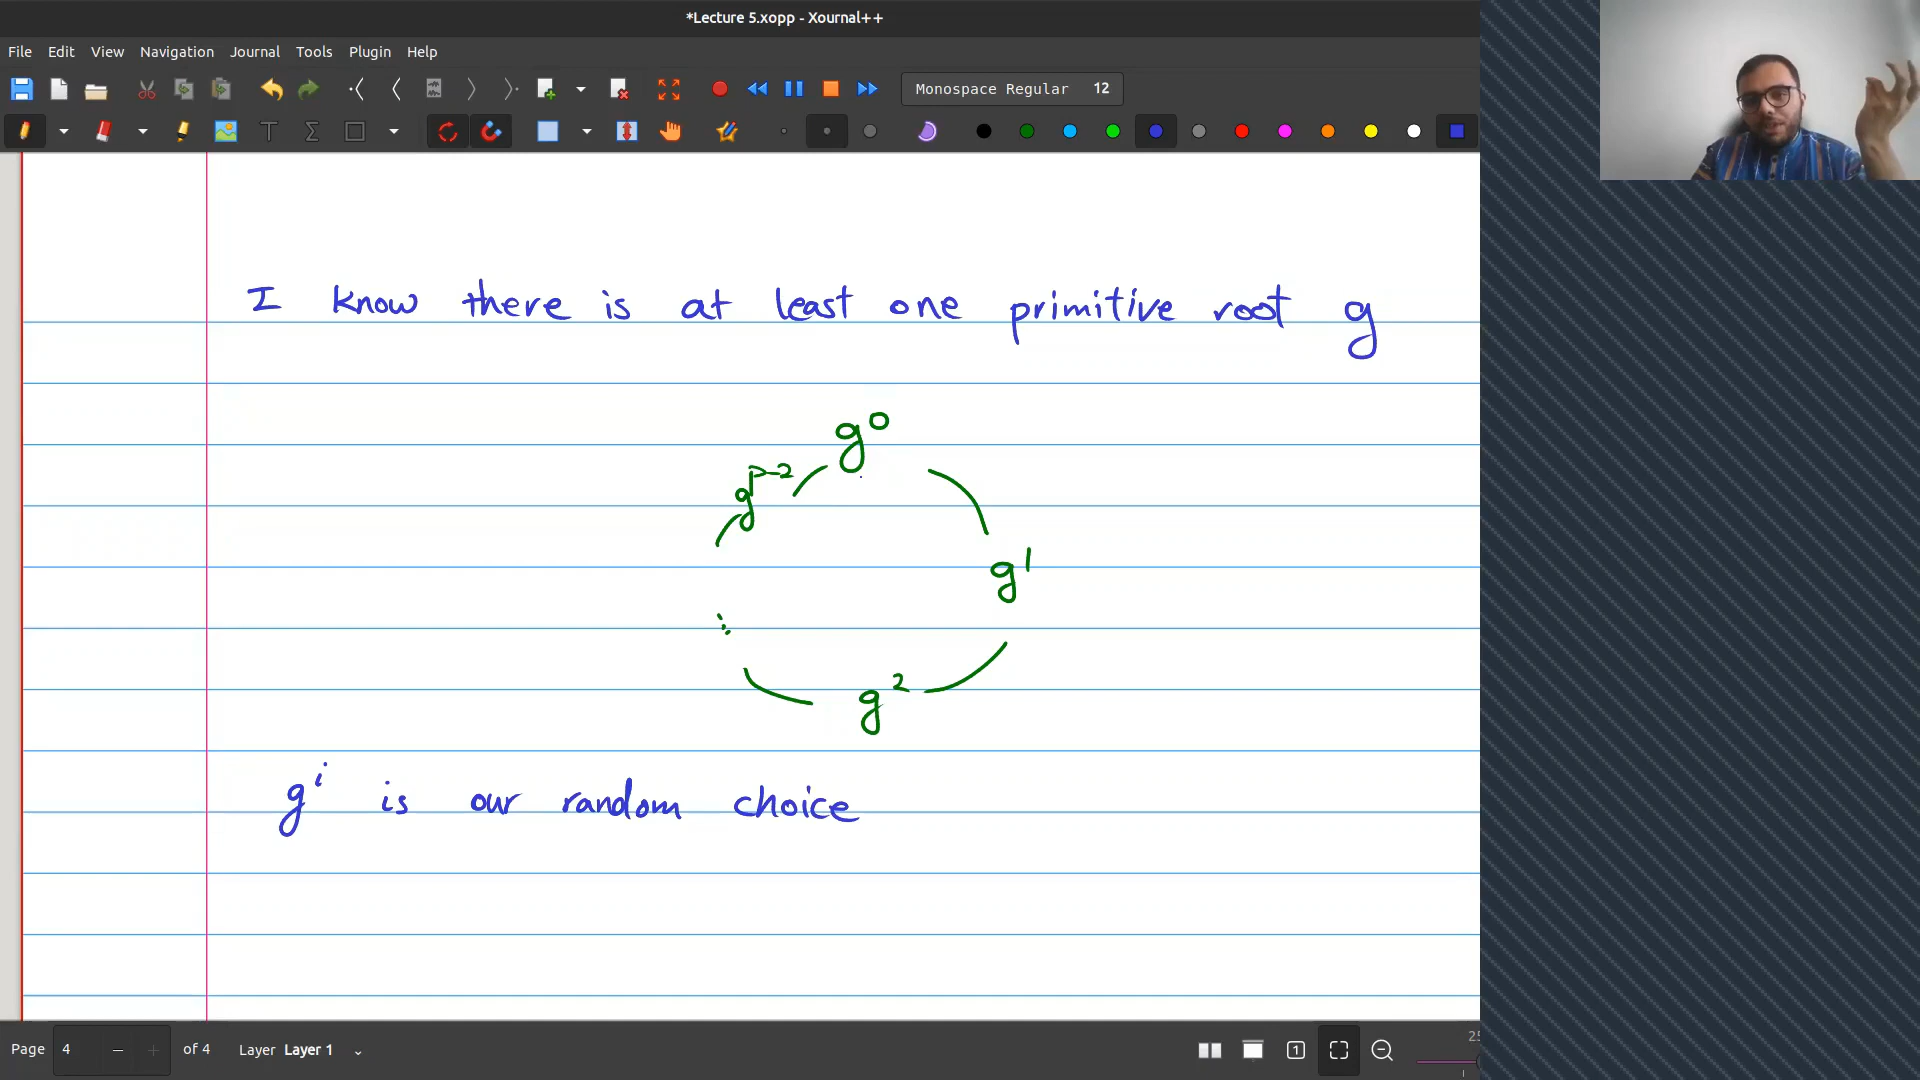 *Lecture 5.xopp - Xournal++
File Edit View Navigation Journal Tools Plugin Help
Monospace Regular 12
I know there is at least one primitive root g
g⁰
gᵖ⁻²
g¹
g²
gⁱ is our random choice
Page 4 of 4 Layer Layer 1